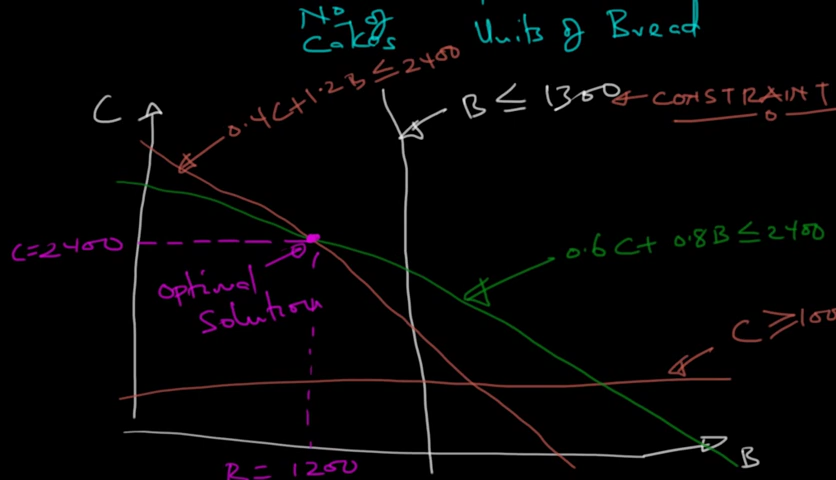 No of Units of Bread
Cakes
0.4C+1.2B ≤ 2400
C
B ≤ 1300 ← CONSTRAINT
C=2400
0.6C + 0.8B ≤ 2400
optimal
Solution
C ≥ 100
B = 1200
B